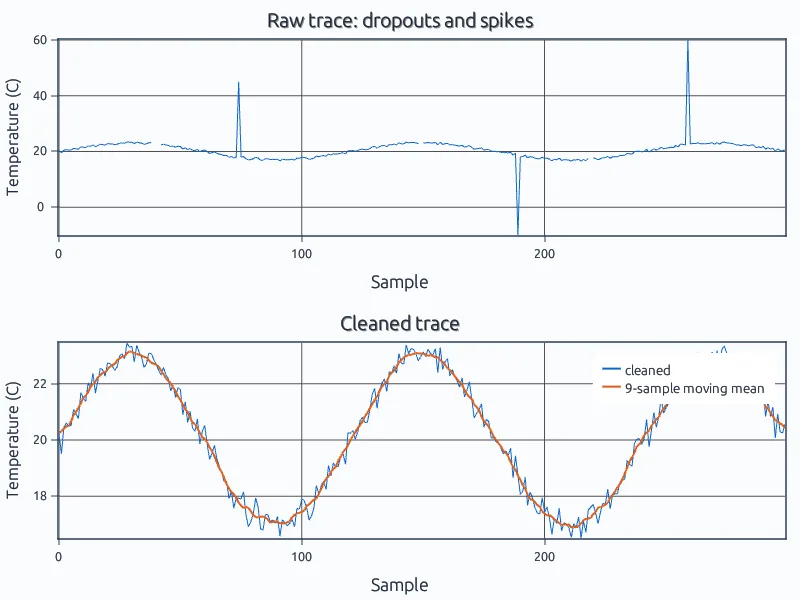 Raw trace: dropouts and spikes
60
40
20
0
Temperature (C)
0
100
200
Sample
Cleaned trace
22
20
18
Temperature (C)
cleaned
9-sample moving mean
0
100
200
Sample